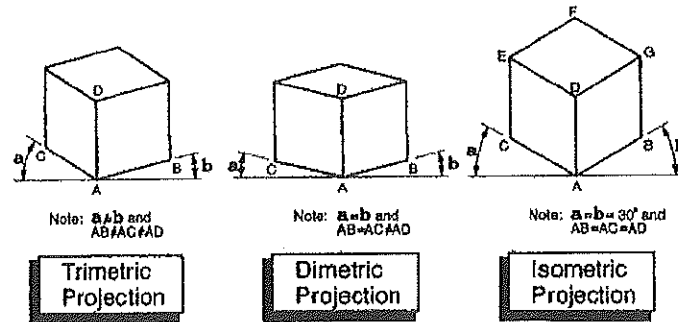 D
a
C
B
b
A
Note: a≠b and
AB≠AC≠AD
Trimetric
Projection
D
a
C
B
b
A
Note: a=b and
AB=AC≠AD
Dimetric
Projection
F
E
G
D
a
C
B
A
Note: a=b=30° and
AB=AC=AD
Isometric
Projection